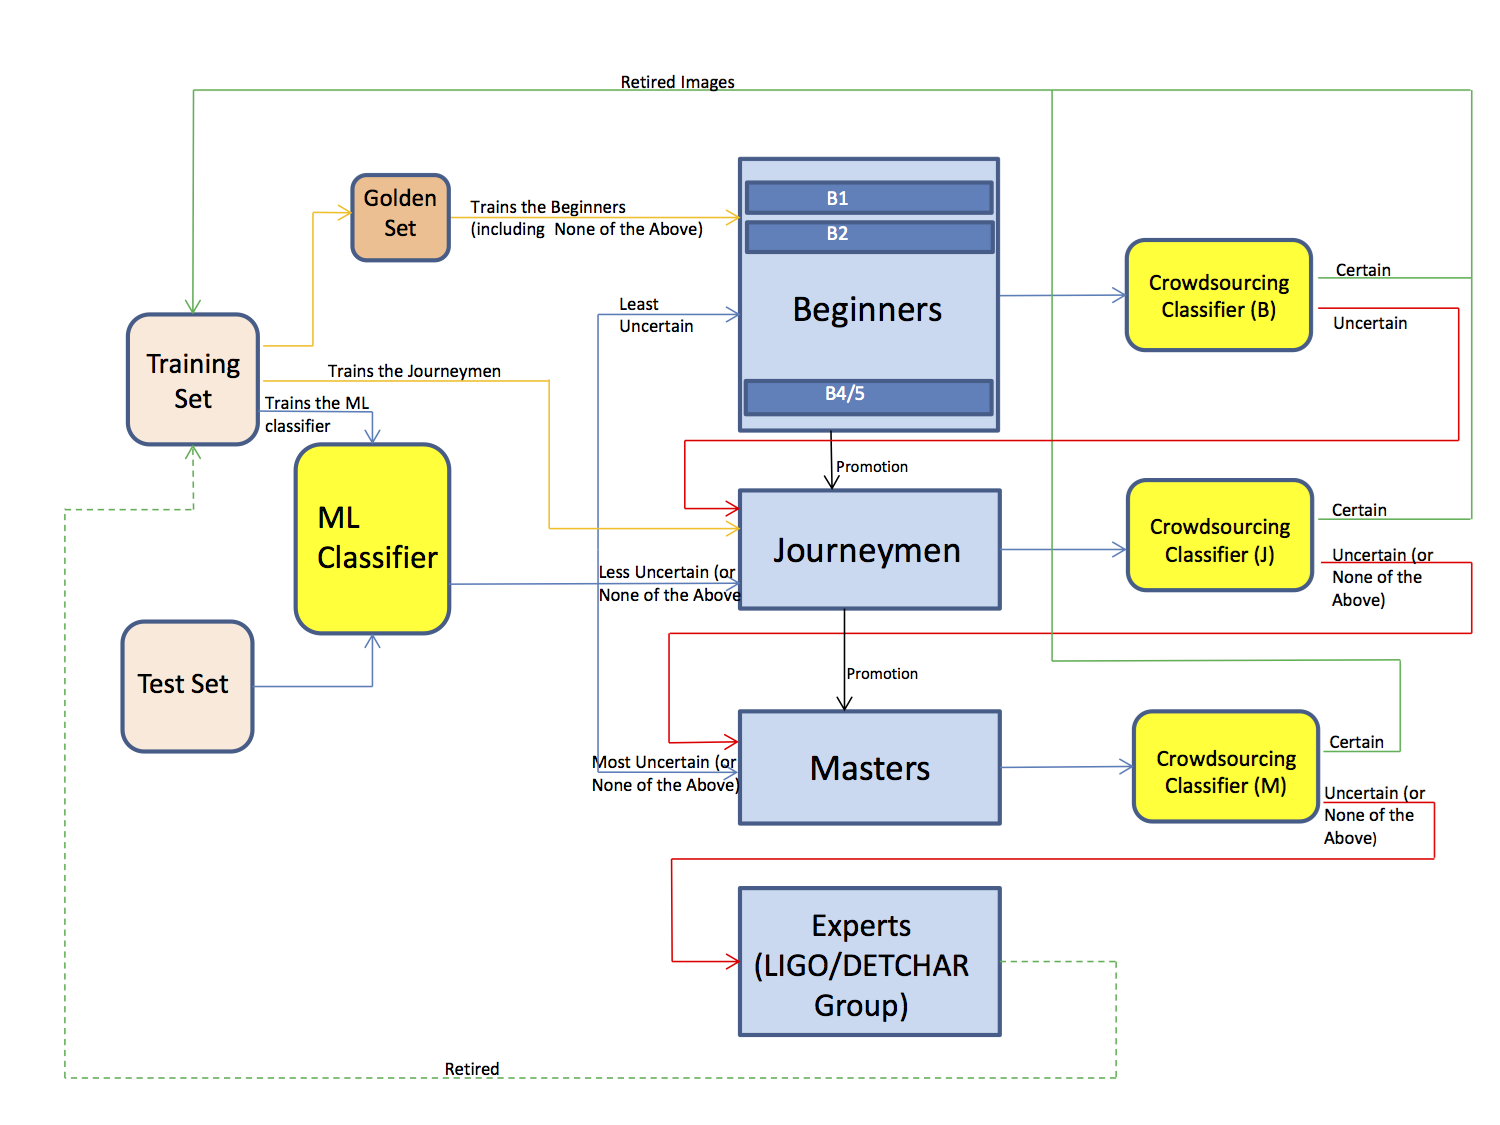 Retired Images
Golden
Set
Trains the Beginners
(including  None of the Above)
B1
B2
Beginners
B4/5
Least
Uncertain
Crowdsourcing
Classifier (B)
Certain
Uncertain
Training
Set
Trains the Journeymen
Trains the ML
classifier
Promotion
ML
Classifier
Journeymen
Less Uncertain (or
None of the Above
Crowdsourcing
Classifier (J)
Certain
Uncertain (or
None of the
Above)
Test Set
Promotion
Most Uncertain (or
None of the Above)
Masters
Crowdsourcing
Classifier (M)
Certain
Uncertain (or
None of the
Above)
Experts
(LIGO/DETCHAR
Group)
Retired